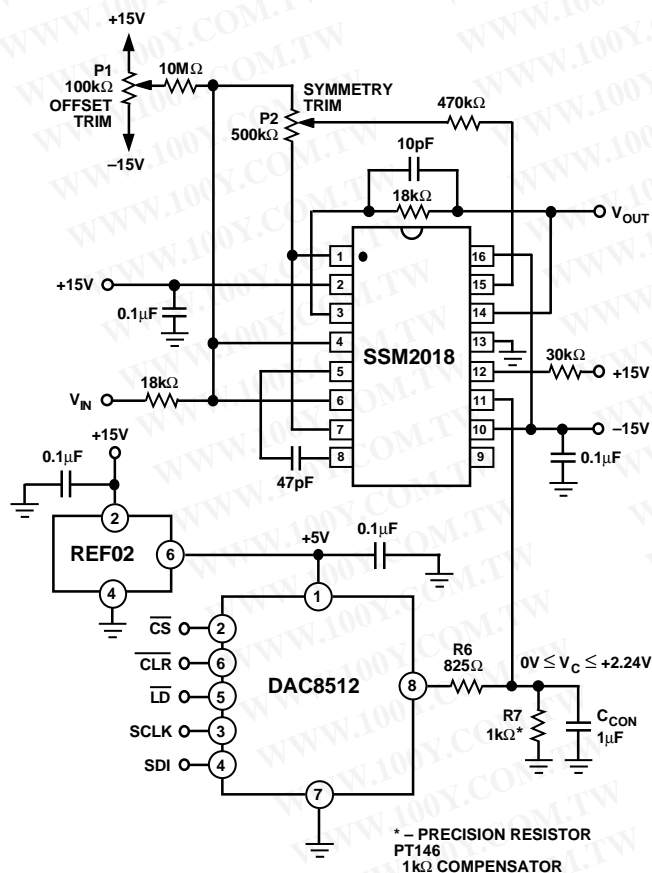 +15V
P1
100kΩ
OFFSET
TRIM
–15V
10MΩ
SYMMETRY
TRIM
P2
500kΩ
470kΩ
10pF
18kΩ
VOUT
+15V
0.1μF
1
2
3
4
5
6
7
8
SSM2018
16
15
14
13
12
11
10
9
30kΩ
+15V
–15V
0.1μF
VIN
18kΩ
47pF
+15V
0.1μF
2
REF02
6
4
+5V
0.1μF
1
CS
2
CLR
6
LD
5
SCLK
3
SDI
4
DAC8512
8
7
R6
825Ω
0V ≤ VC ≤ +2.24V
R7
1kΩ*
CCON
1μF
* – PRECISION RESISTOR
PT146
1kΩ COMPENSATOR
WWW.100Y.COM.TW